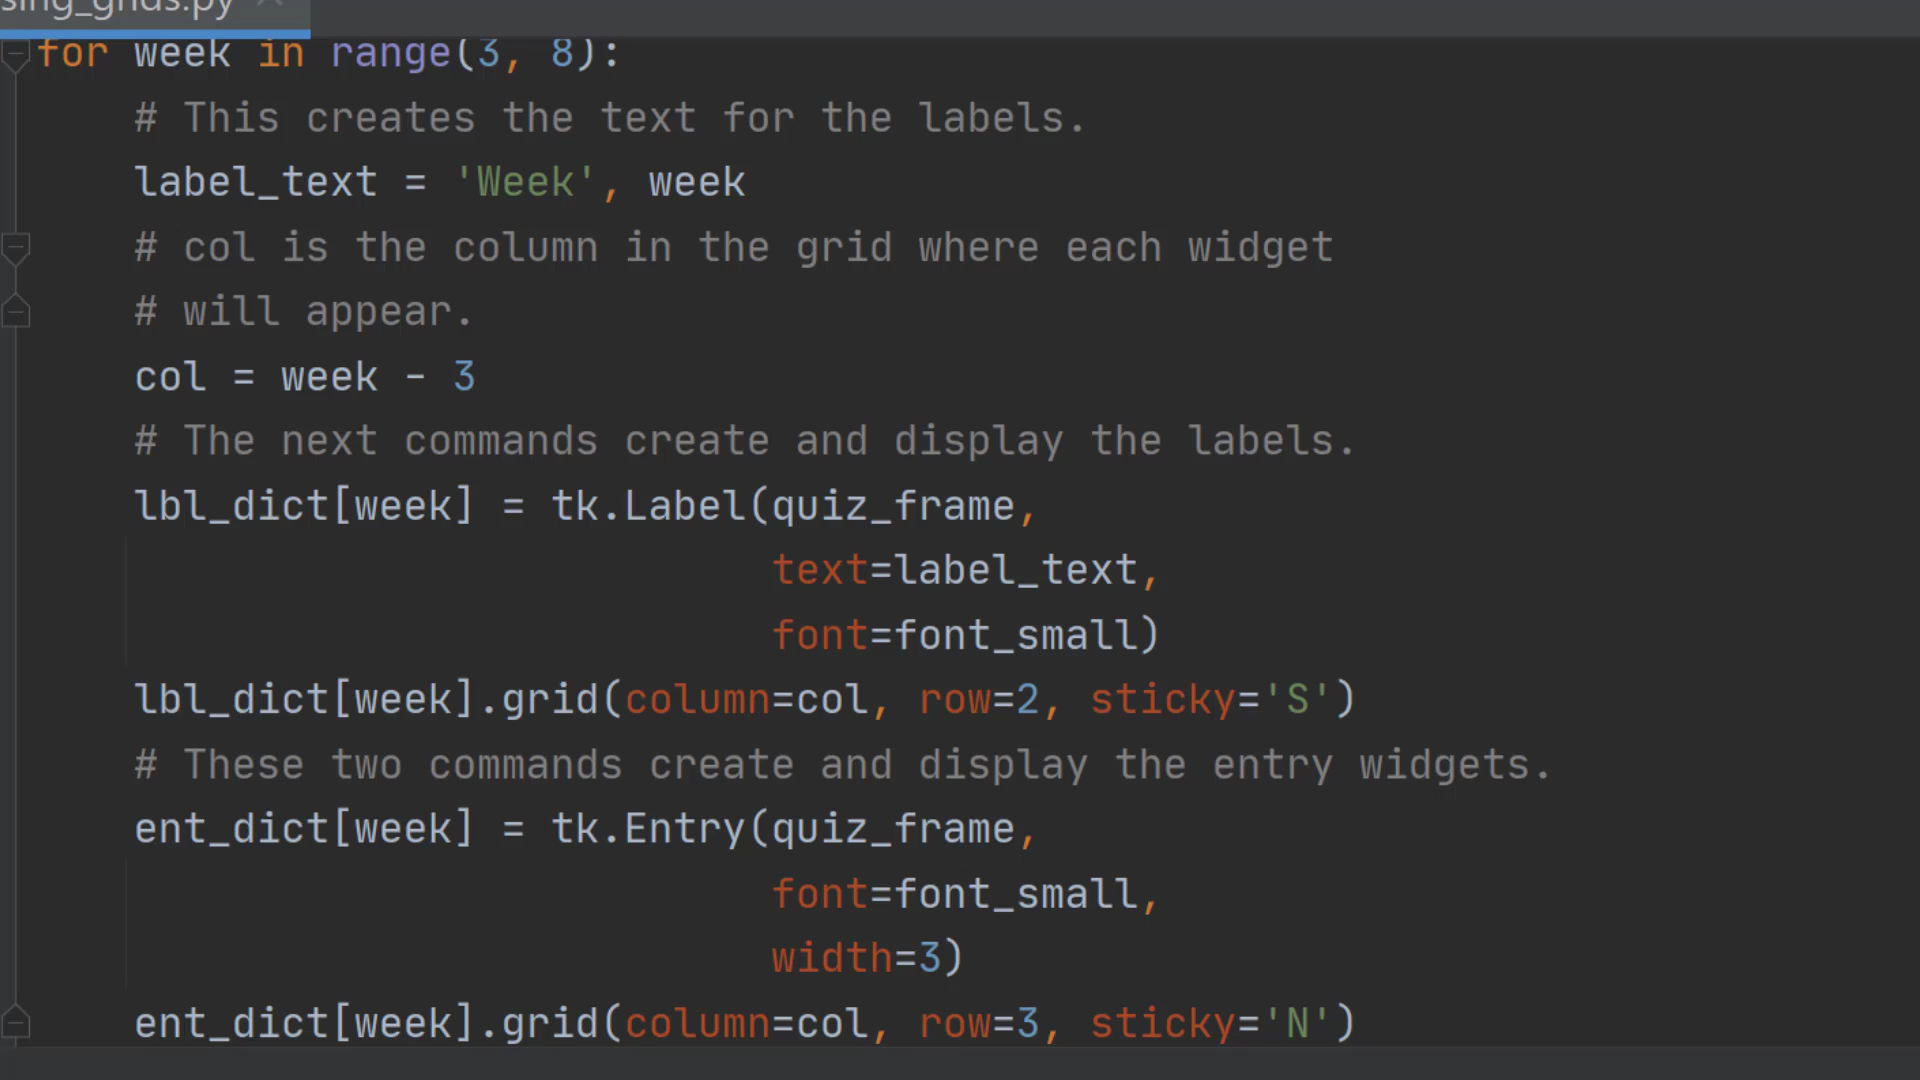 sing_grids.py
for week in range(3, 8):
# This creates the text for the labels.
label_text = 'Week', week
# col is the column in the grid where each widget
# will appear.
col = week - 3
# The next commands create and display the labels.
lbl_dict[week] = tk.Label(quiz_frame,
text=label_text,
font=font_small)
lbl_dict[week].grid(column=col, row=2, sticky='S')
# These two commands create and display the entry widgets.
ent_dict[week] = tk.Entry(quiz_frame,
font=font_small,
width=3)
ent_dict[week].grid(column=col, row=3, sticky='N')